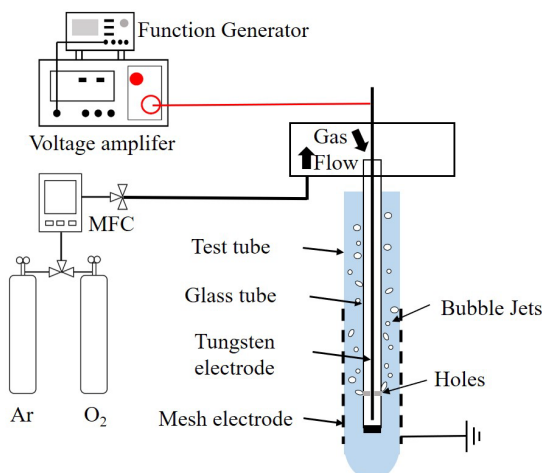 Function Generator
Voltage amplifer
Gas
Flow
MFC
Test tube
Glass tube
Bubble Jets
Tungsten
electrode
Holes
Ar
O₂
Mesh electrode